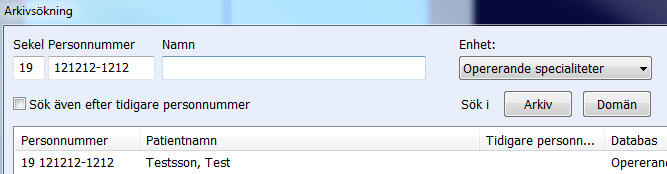 Arkivsökning
Sekel Personnummer Namn Enhet:
19 121212-1212 Opererande specialiteter
Sök även efter tidigare personnummer Sök i Arkiv Domän
Personnummer Patientnamn Tidigare personn... Databas
19 121212-1212 Testsson, Test